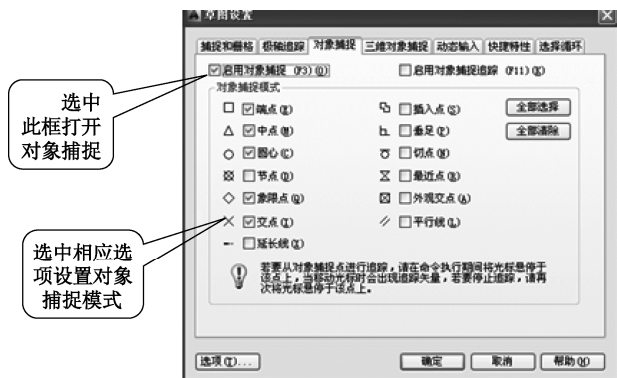 草图设置
捕捉和栅格 极轴追踪 对象捕捉 三维对象捕捉 动态输入 快捷特性 选择循环
启用对象捕捉 (F3)(O) 启用对象捕捉追踪 (F11)(K)
对象捕捉模式
端点(E) 插入点(S) 全部选择
中点(M) 垂足(P) 全部清除
圆心(C) 切点(N)
节点(D) 最近点(R)
象限点(Q) 外观交点(A)
交点(I) 平行线(L)
延长线(X)
若要从对象捕捉点进行追踪，请在命令执行期间将光标悬停于
该点上，当移动光标时会出现追踪矢量，若要停止追踪，请再
次将光标悬停于该点上。
选项(T)... 确定 取消 帮助(H)
选中
此框打开
对象捕捉
选中相应选
项设置对象
捕捉模式